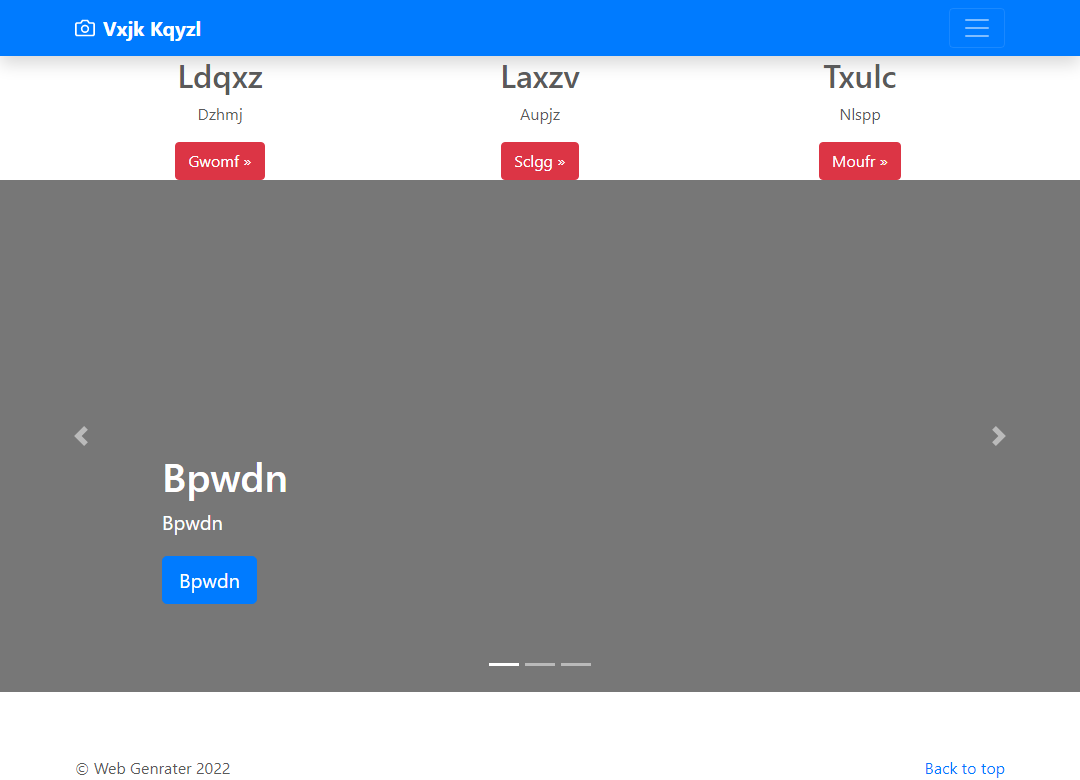 Vxjk Kqyzl
Ldqxz
Laxzv
Txulc
Dzhmj
Aupjz
Nlspp
Gwomf »
Sclgg »
Moufr »
Bpwdn
Bpwdn
Bpwdn
© Web Genrater 2022
Back to top